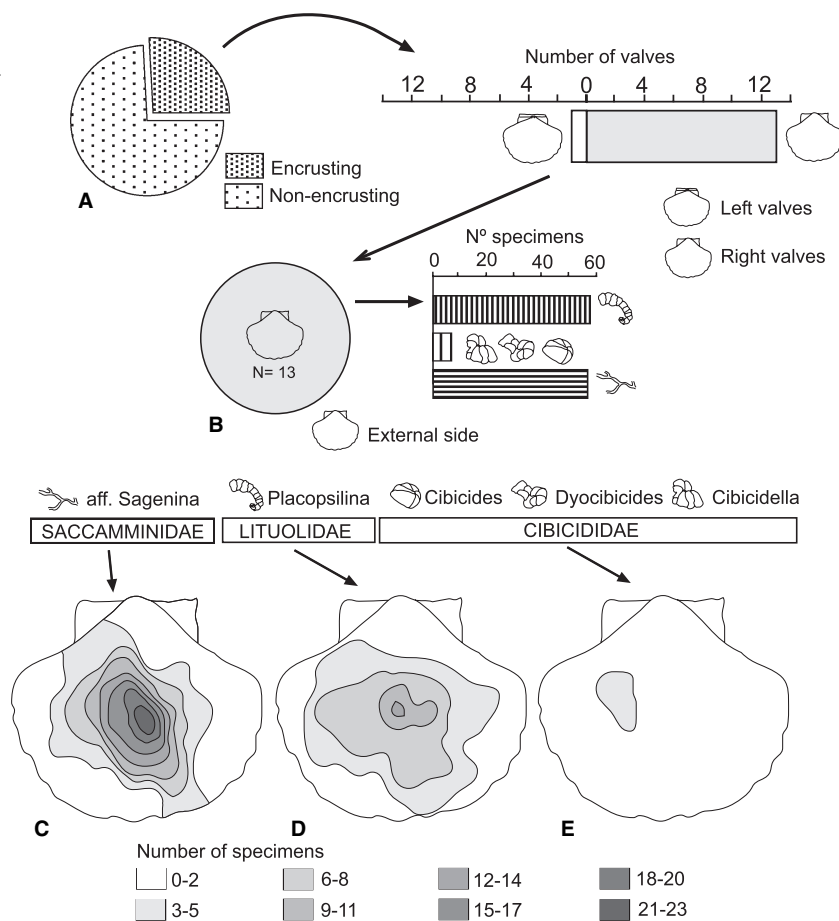 Number of valves
12 8 4 0 4 8 12
Encrusting
Non-encrusting
A
Left valves
Right valves
Nº specimens
0 20 40 60
N= 13
B
External side
aff. Sagenina Placopsilina Cibicides Dyocibicides Cibicidella
SACCAMMINIDAE LITUOLIDAE CIBICIDIDAE
C D E
Number of specimens
0-2 6-8 12-14 18-20
3-5 9-11 15-17 21-23